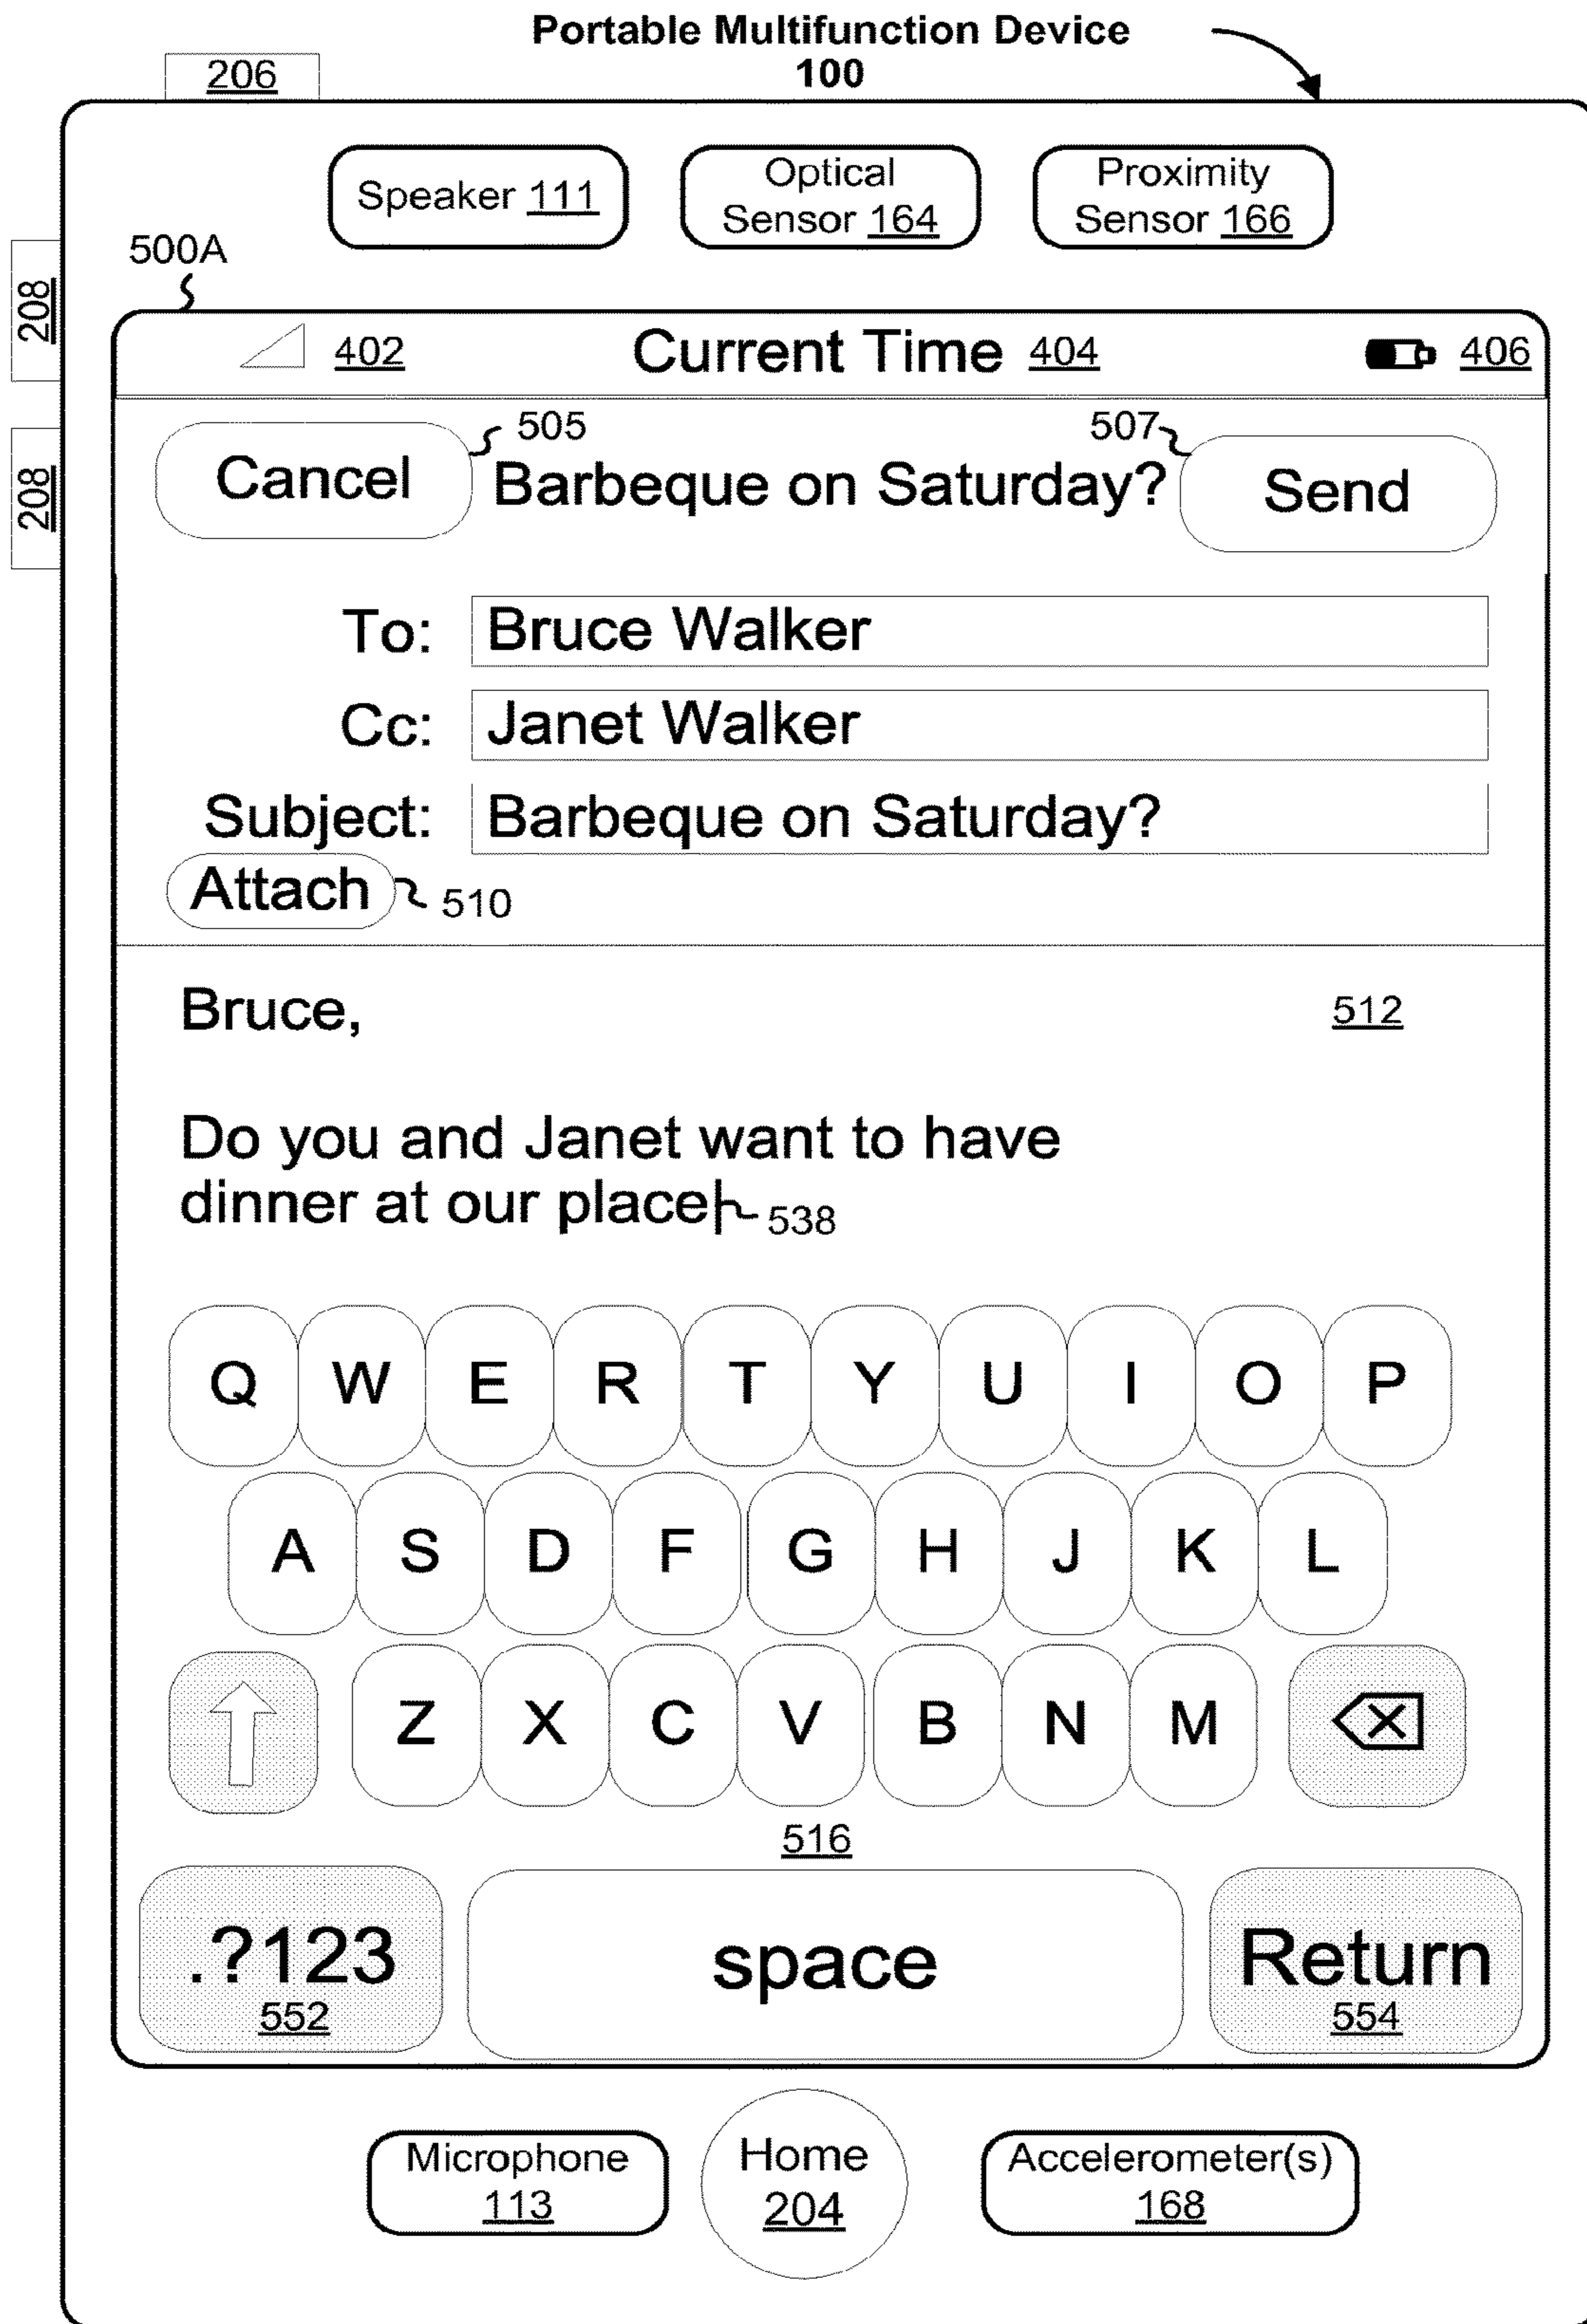 Portable Multifunction Device
100
206
Speaker 111
Optical
Sensor 164
Proximity
Sensor 166
500A
208
208
402
Current Time 404
406
505
507
Cancel
Barbeque on Saturday?
Send
To: Bruce Walker
Cc: Janet Walker
Subject: Barbeque on Saturday?
Attach 510
Bruce,
512
Do you and Janet want to have
dinner at our place 538
Q W E R T Y U I O P
A S D F G H J K L
Z X C V B N M
516
.?123
552
space
Return
554
Microphone
113
Home
204
Accelerometer(s)
168